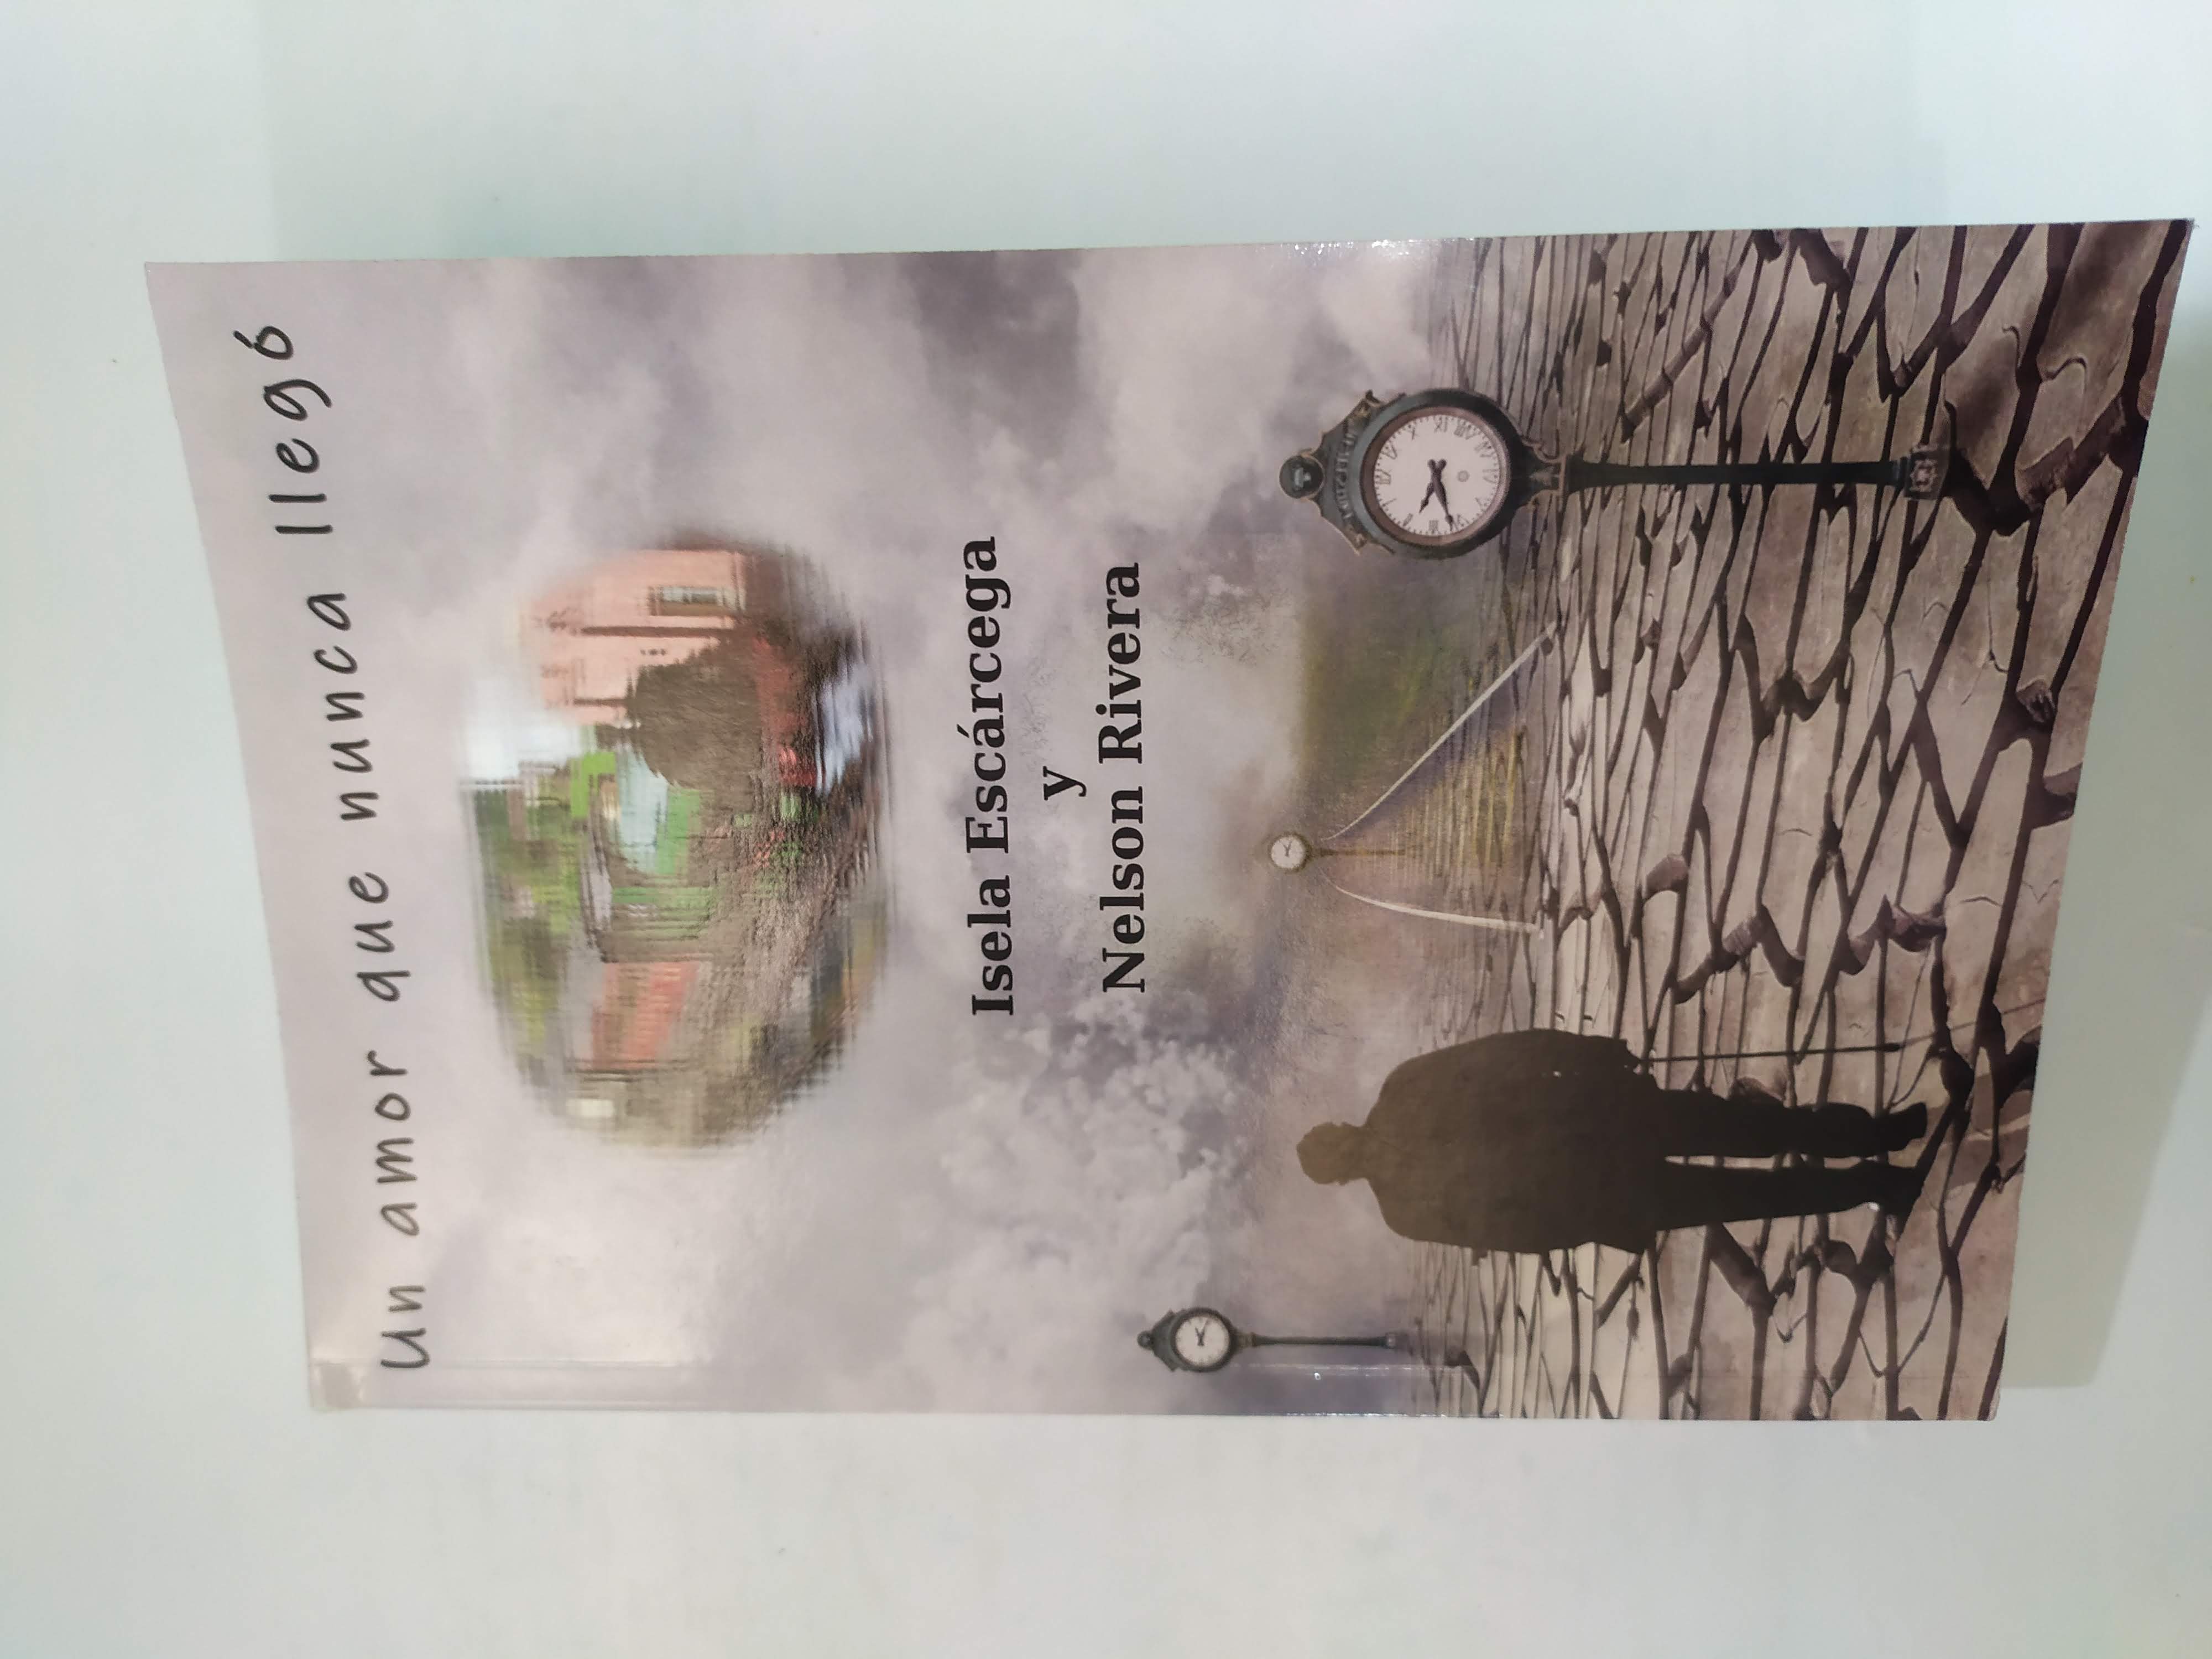 Un amor que nunca llegó
Isela Escárcega
y
Nelson Rivera